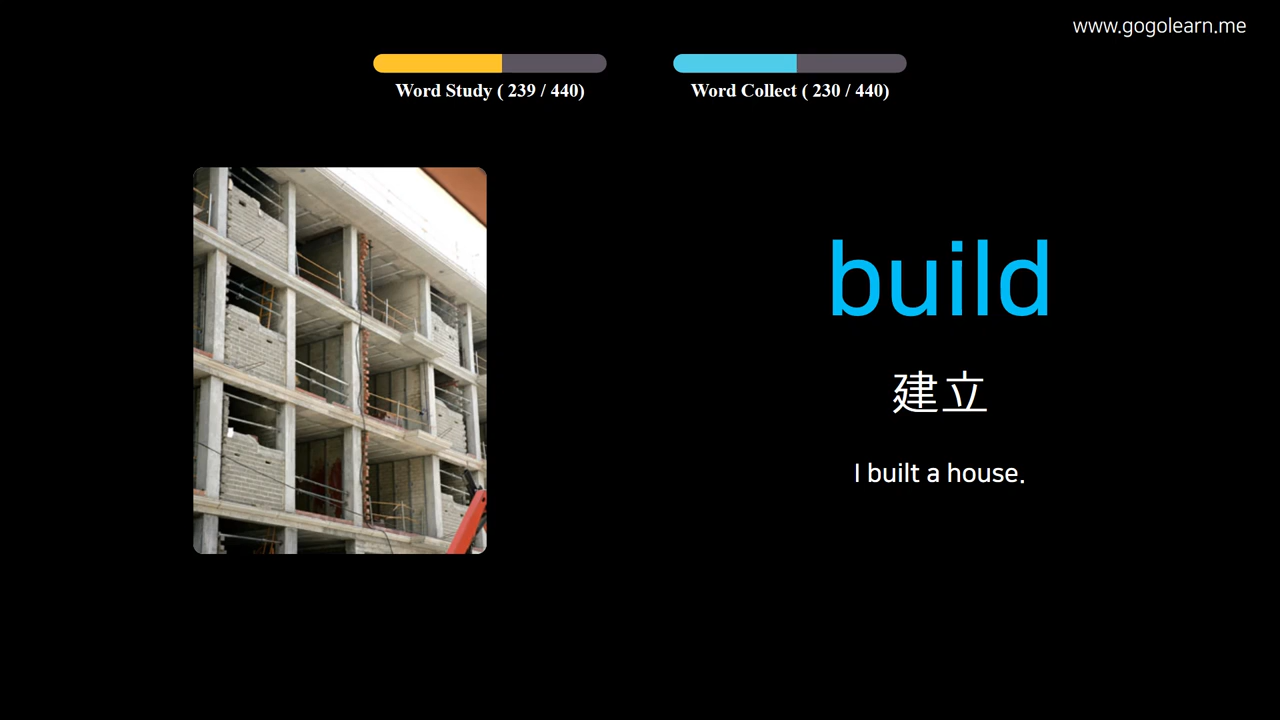 www.gogolearn.me
Word Study ( 239 / 440)
Word Collect ( 230 / 440)
build
建立
I built a house.